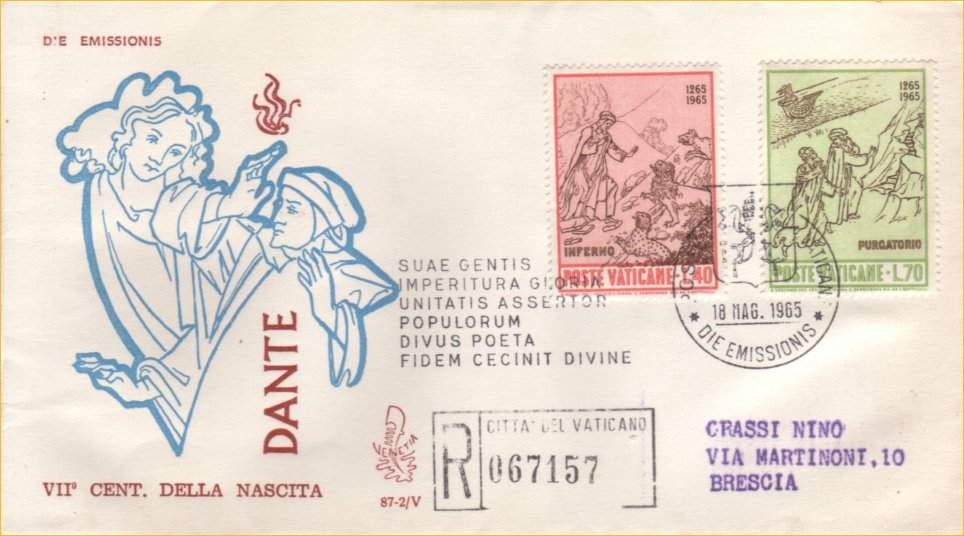 DIE EMISSIONIS
1265
1965
INFERNO
POSTE VATICANE-L.40
1265
1965
PURGATORIO
POSTE VATICANE-L.70
SUAE GENTIS
IMPERITURA GLORIA
UNITATIS ASSERTOR
POPULORUM
DIVUS POETA
FIDEM CECINIT DIVINE
18 MAG. 1965
DIE EMISSIONIS
DANTE
VII° CENT. DELLA NASCITA
VENETIA
87-2/V
R
CITTA' DEL VATICANO
067157
GRASSI NINO
VIA MARTINONI,10
BRESCIA